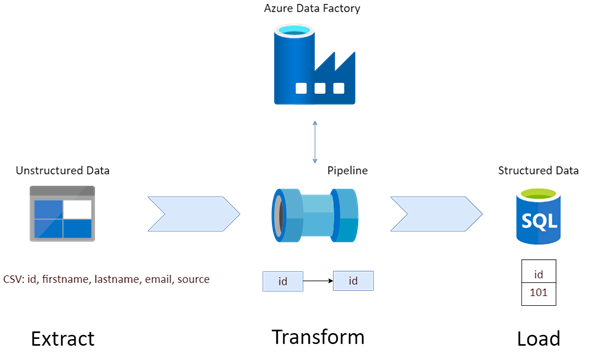 Azure Data Factory
Unstructured Data
Pipeline
Structured Data
SQL
CSV: id, firstname, lastname, email, source
id
id
id
101
Extract
Transform
Load